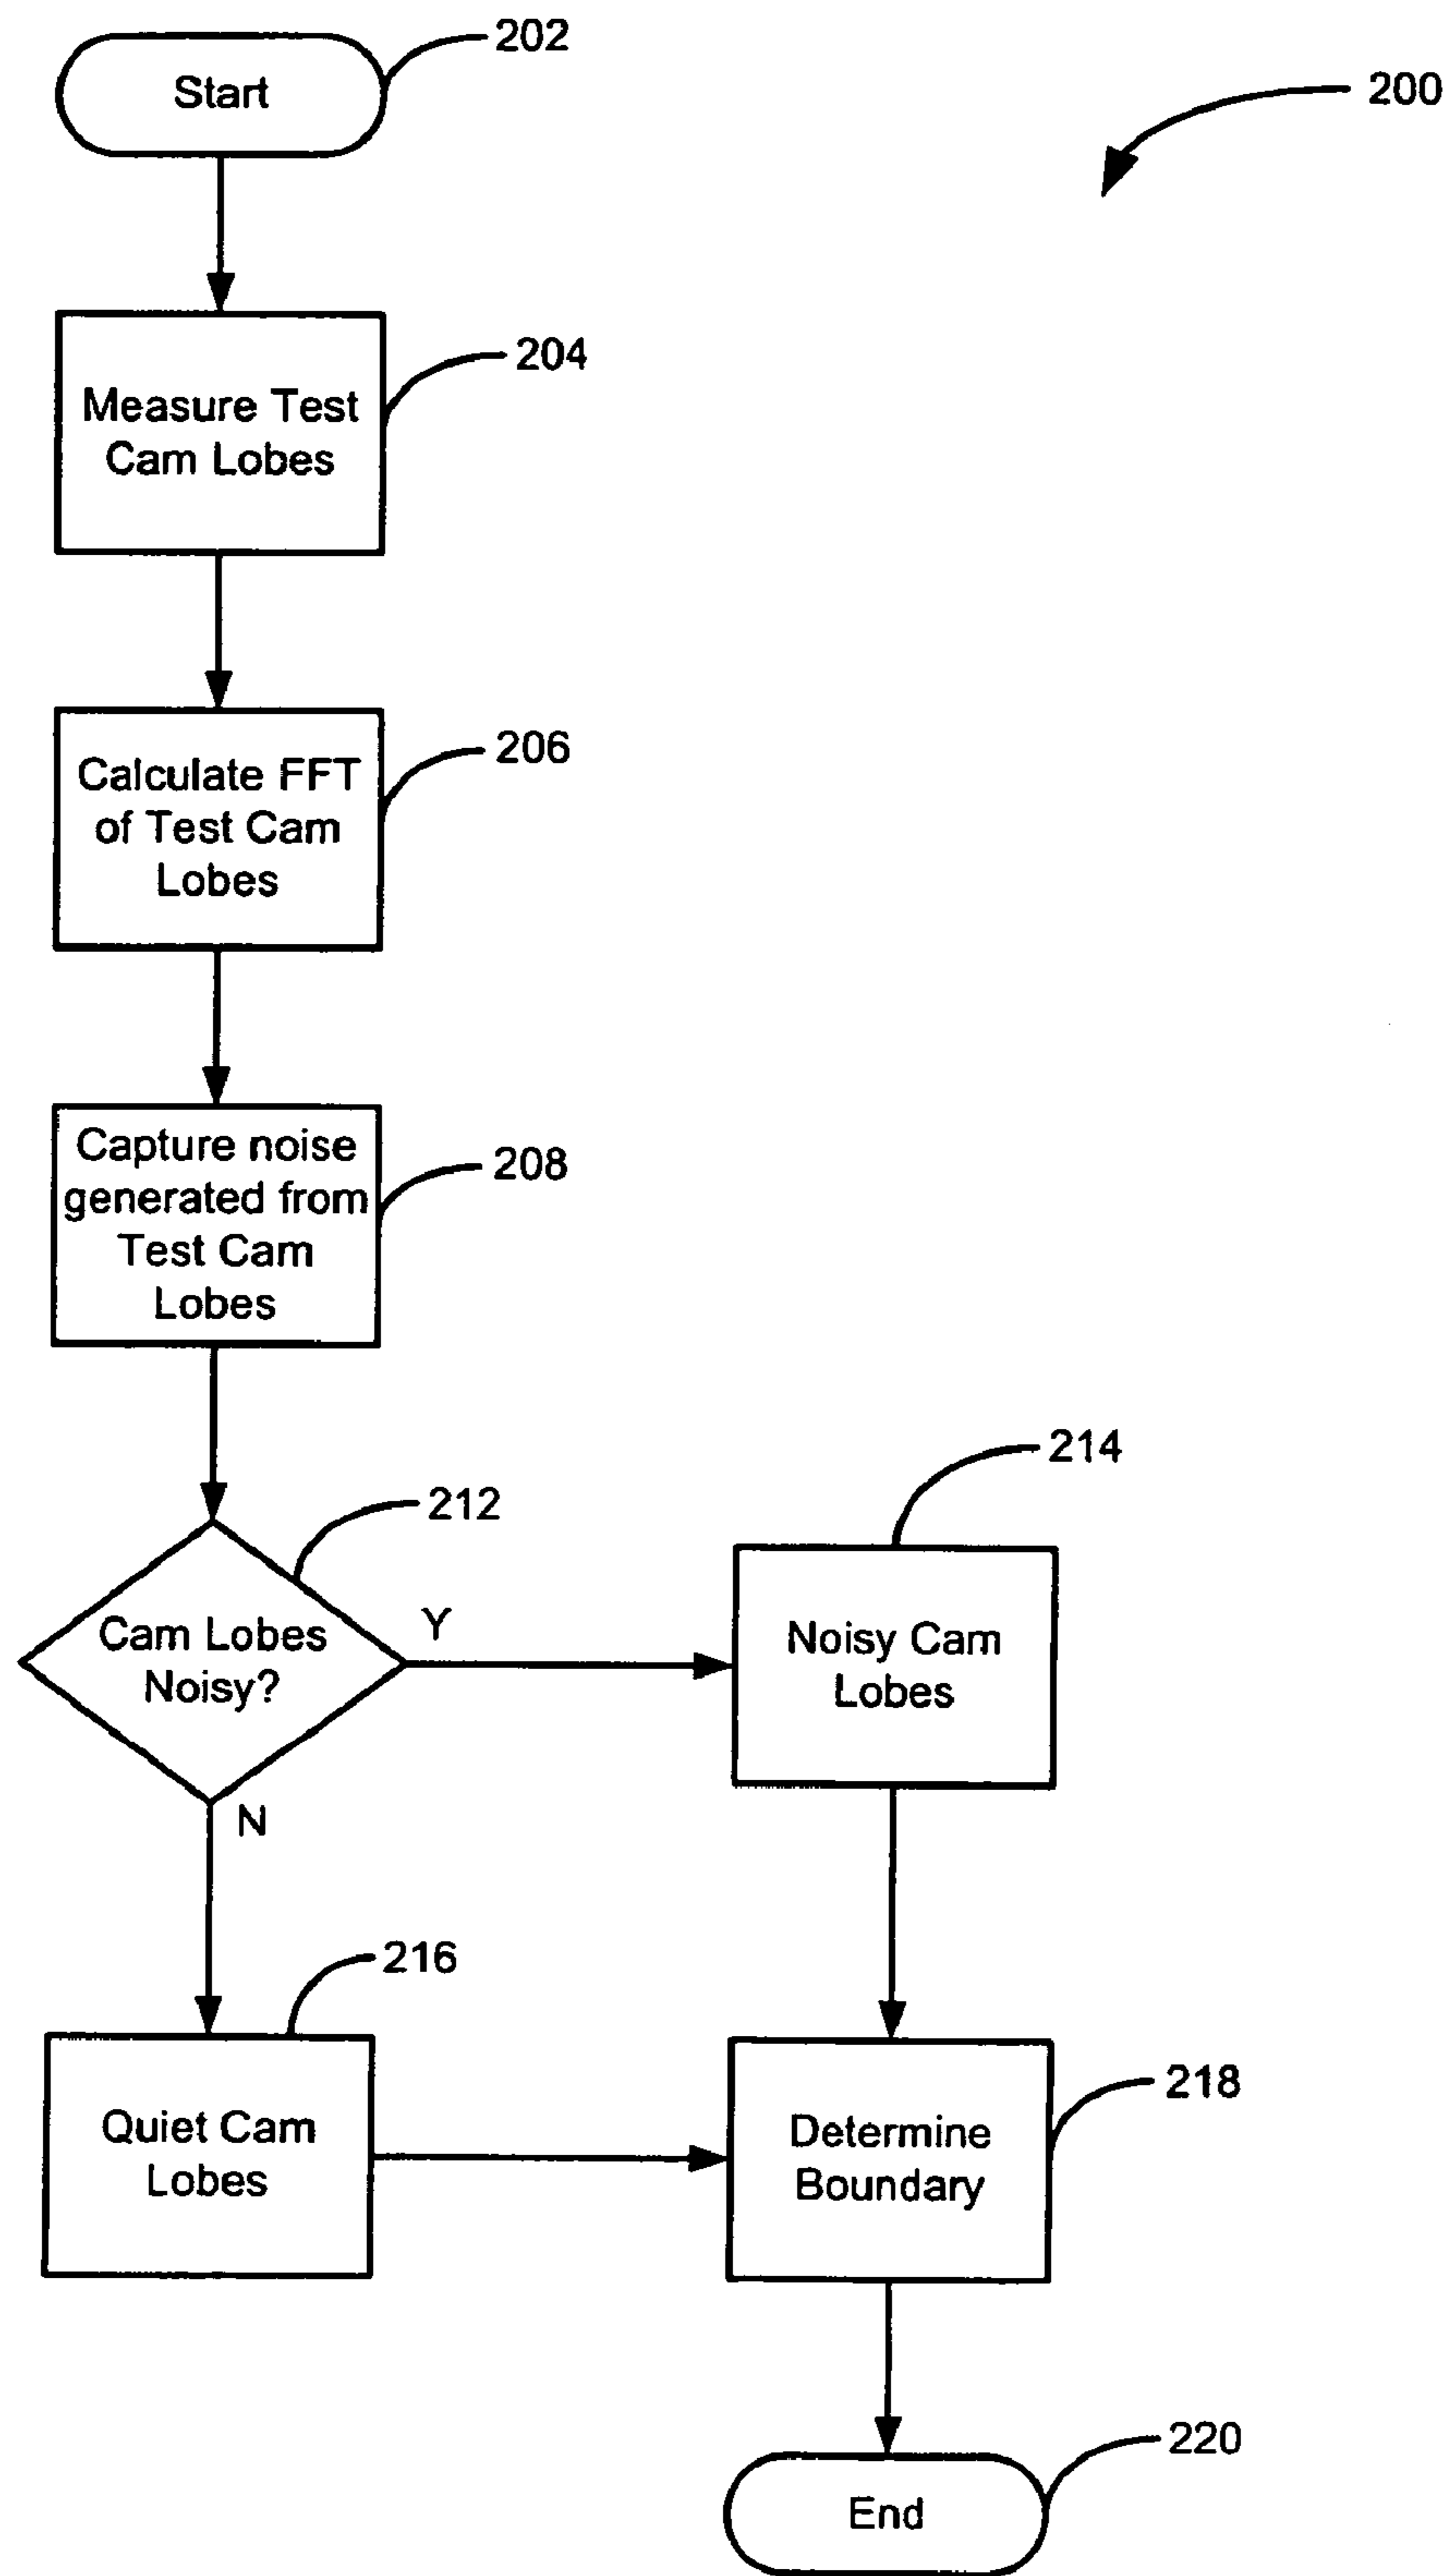 202
Start
200
204
Measure Test
Cam Lobes
206
Calculate FFT
of Test Cam
Lobes
208
Capture noise
generated from
Test Cam
Lobes
214
212
Cam Lobes
Noisy?
Y
Noisy Cam
Lobes
N
216
218
Quiet Cam
Lobes
Determine
Boundary
220
End